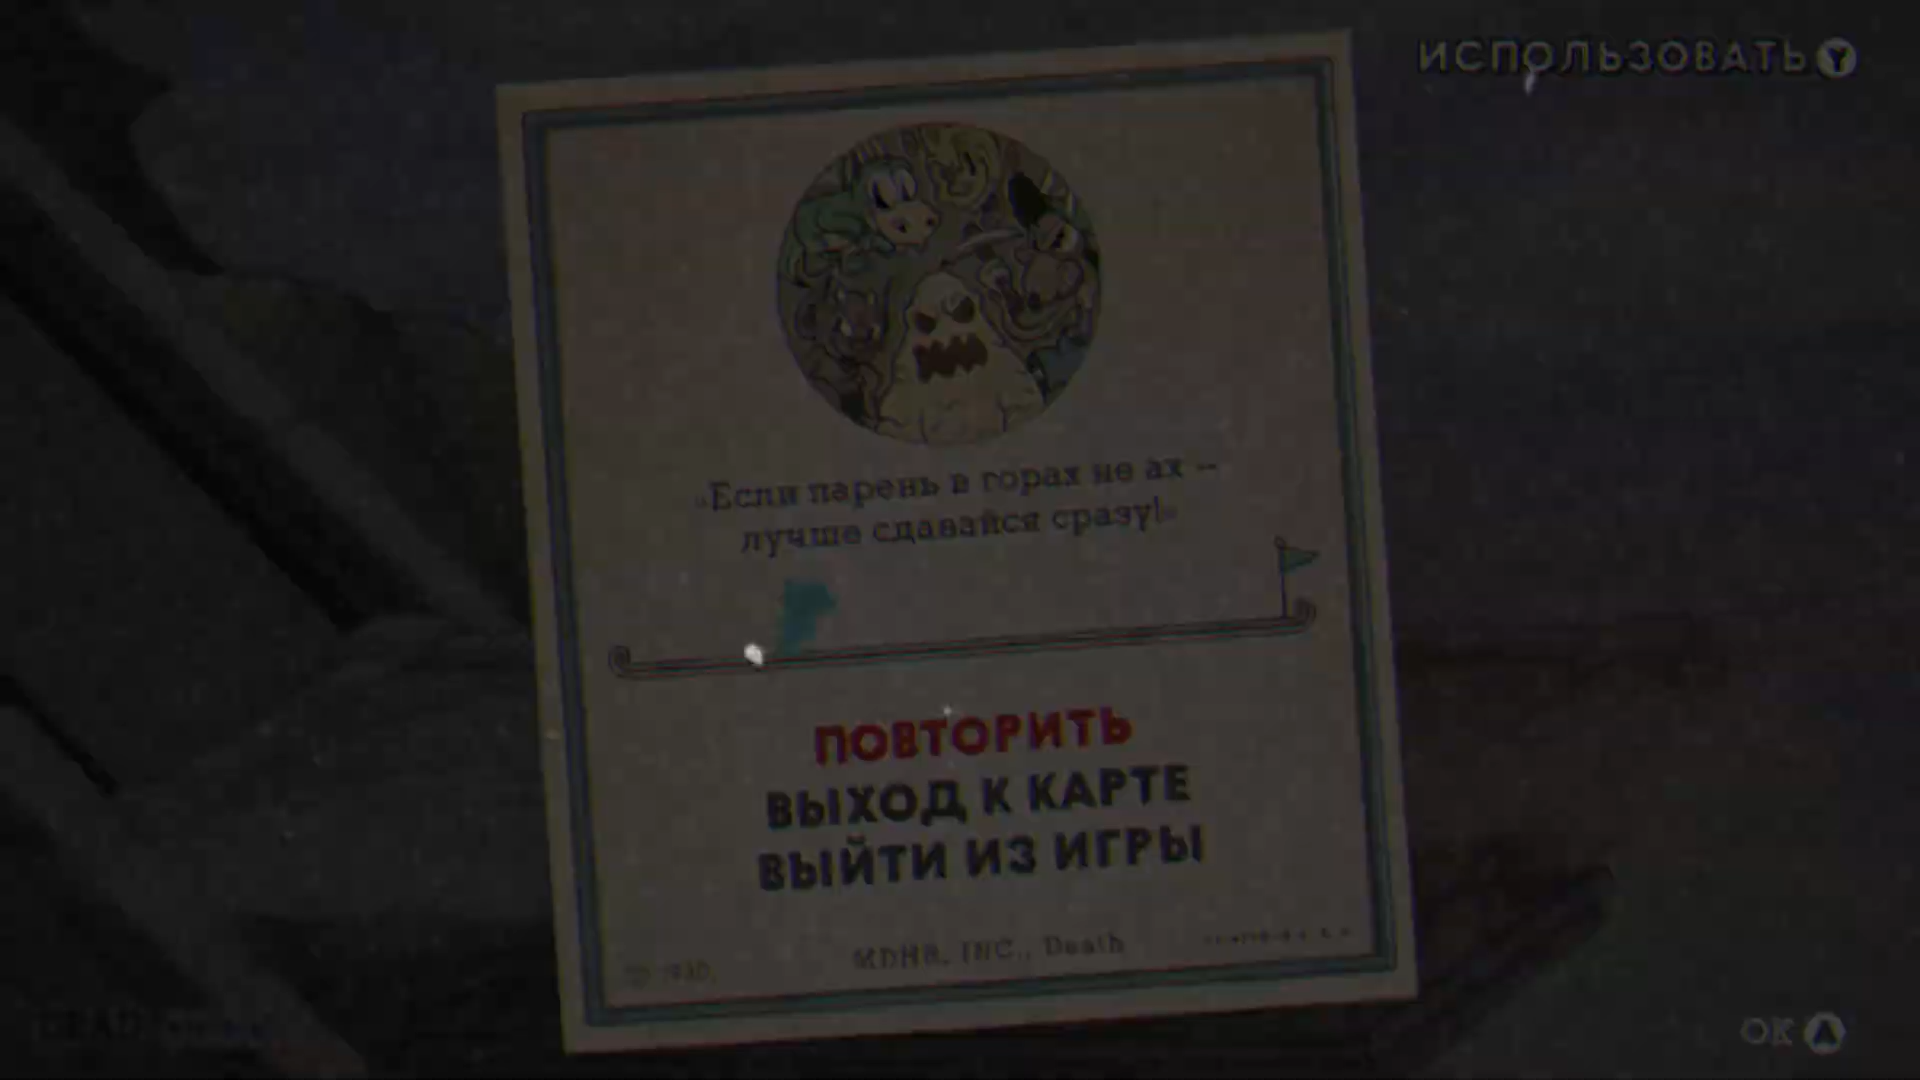 ИСПОЛЬЗОВАТЬ Y
«Если парень в горах не ах --
лучше сдавайся сразу!»
ПОВТОРИТЬ
ВЫХОД К КАРТЕ
ВЫЙТИ ИЗ ИГРЫ
MDHR, INC., Death
OK A